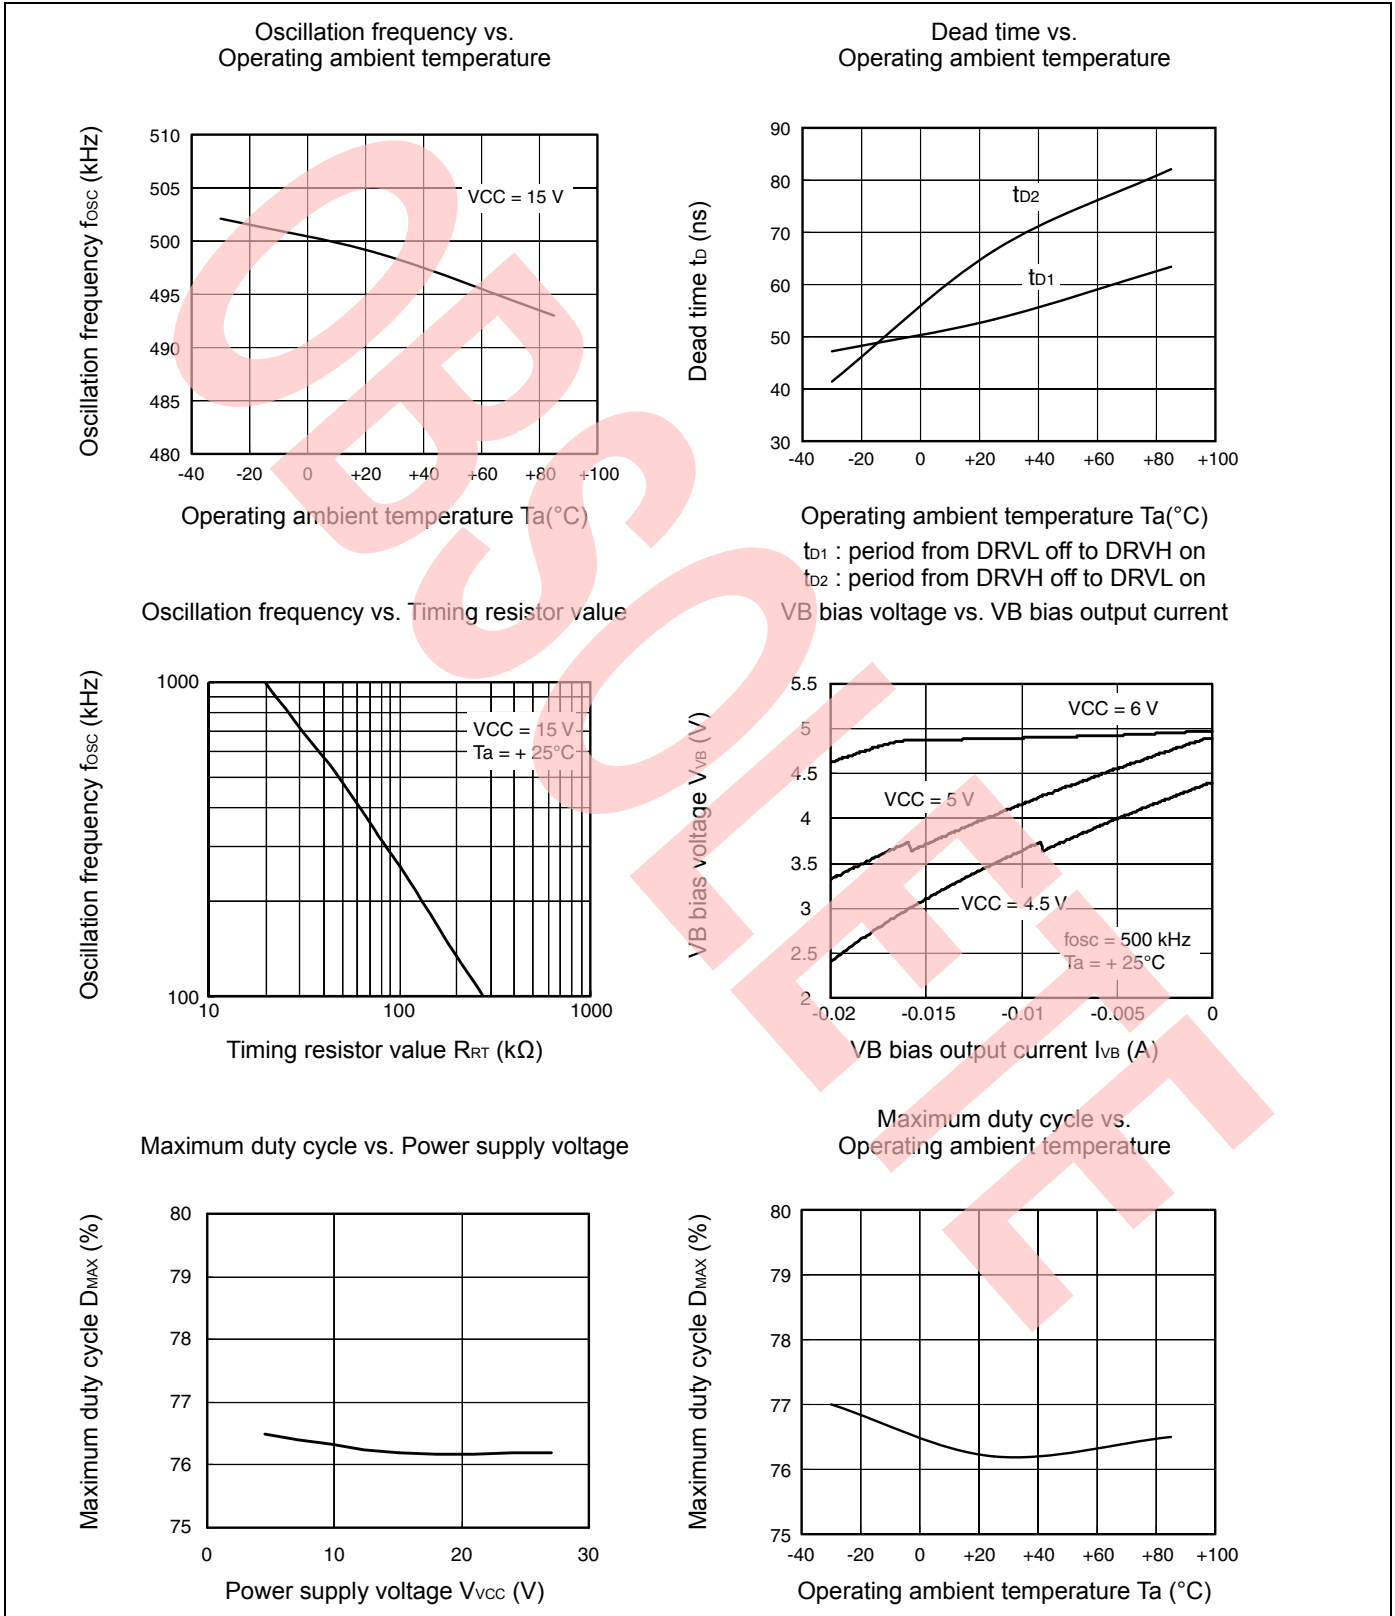 Oscillation frequency vs.
Operating ambient temperature
Oscillation frequency fosc (kHz)
510
505
500
495
490
485
480
VCC = 15 V
-40 -20 0 +20 +40 +60 +80 +100
Operating ambient temperature Ta(°C)
Dead time vs.
Operating ambient temperature
Dead time tD (ns)
90
80
70
60
50
40
30
tD2
tD1
-40 -20 0 +20 +40 +60 +80 +100
Operating ambient temperature Ta(°C)
tD1 : period from DRVL off to DRVH on
tD2 : period from DRVH off to DRVL on
Oscillation frequency vs. Timing resistor value
Oscillation frequency fosc (kHz)
1000
100
VCC = 15 V
Ta = + 25°C
10 100 1000
Timing resistor value RRT (kΩ)
VB bias voltage vs. VB bias output current
VB bias voltage VVB (V)
5.5
5
4.5
4
3.5
3
2.5
2
VCC = 6 V
VCC = 5 V
VCC = 4.5 V
fosc = 500 kHz
Ta = + 25°C
-0.02 -0.015 -0.01 -0.005 0
VB bias output current IVB (A)
Maximum duty cycle vs. Power supply voltage
Maximum duty cycle DMAX (%)
80
79
78
77
76
75
0 10 20 30
Power supply voltage VVCC (V)
Maximum duty cycle vs.
Operating ambient temperature
Maximum duty cycle DMAX (%)
80
79
78
77
76
75
-40 -20 0 +20 +40 +60 +80 +100
Operating ambient temperature Ta (°C)
OBSOLETE